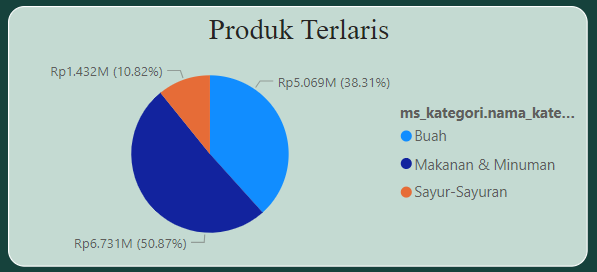 Produk Terlaris
Rp1.432M (10.82%)
Rp5.069M (38.31%)
Rp6.731M (50.87%)
ms_kategori.nama_kate...
Buah
Makanan & Minuman
Sayur-Sayuran